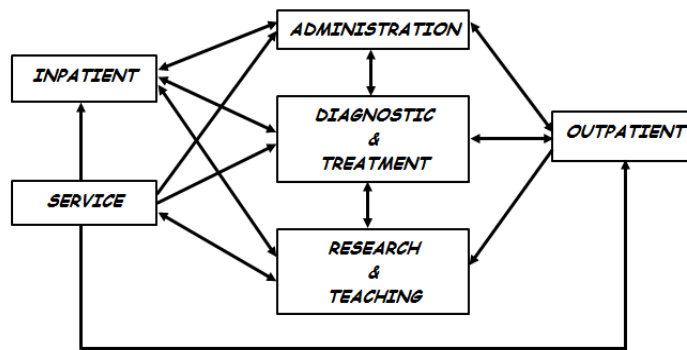 ADMINISTRATION
INPATIENT
DIAGNOSTIC
&
TREATMENT
OUTPATIENT
SERVICE
RESEARCH
&
TEACHING